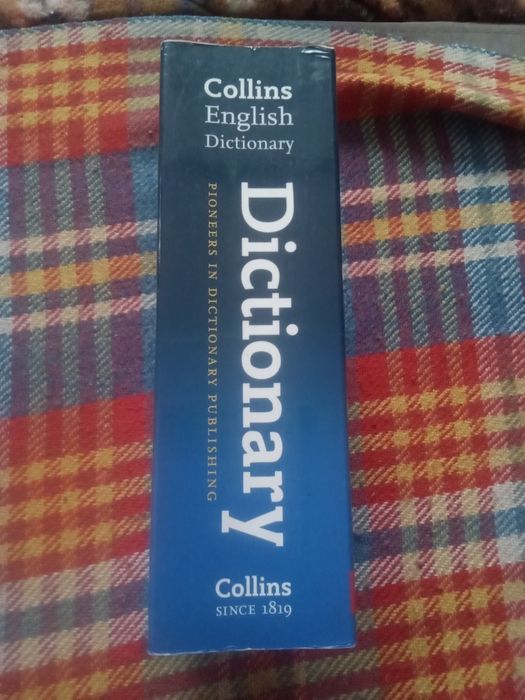 Collins
English
Dictionary
Dictionary
PIONEERS IN DICTIONARY PUBLISHING
Collins
SINCE 1819